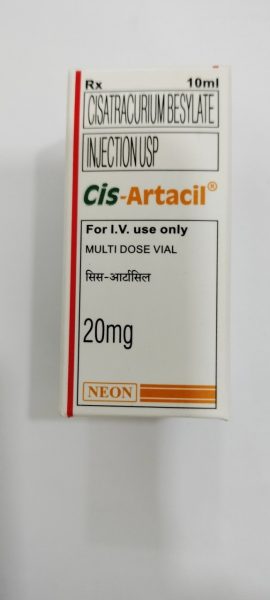 Rx 10ml
CISATRACURIUM BESYLATE
INJECTION USP
Cis-Artacil®
For I.V. use only
MULTI DOSE VIAL
सिस-आर्टासिल
20mg
NEON